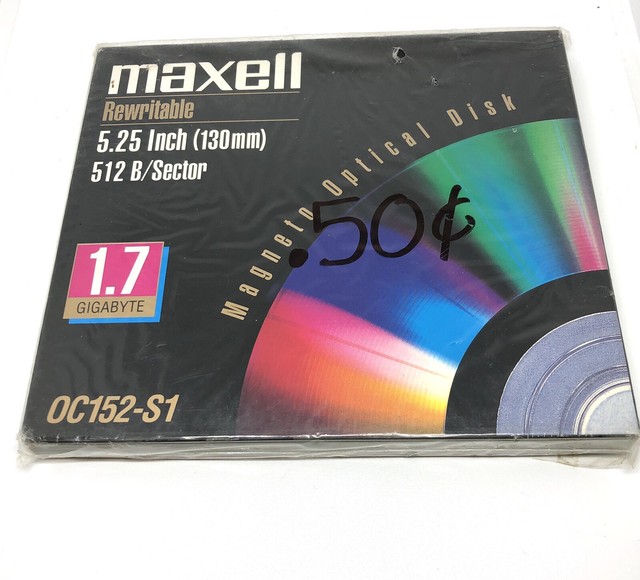 maxell
Rewritable
5.25 Inch (130mm)
512 B/Sector
Magneto Optical Disk
.50¢
1.7
GIGABYTE
OC152-S1